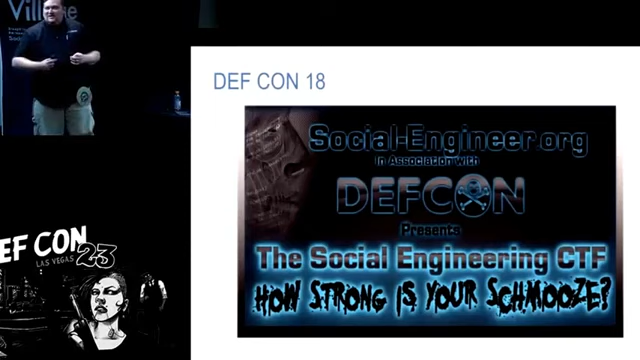 Village
DEF CON 18
Social-Engineer.org
In Association with
DEFCON
Presents
The Social Engineering CTF
HOW STRONG IS YOUR SCHMOOZE?
EF CON
LAS VEGAS 23